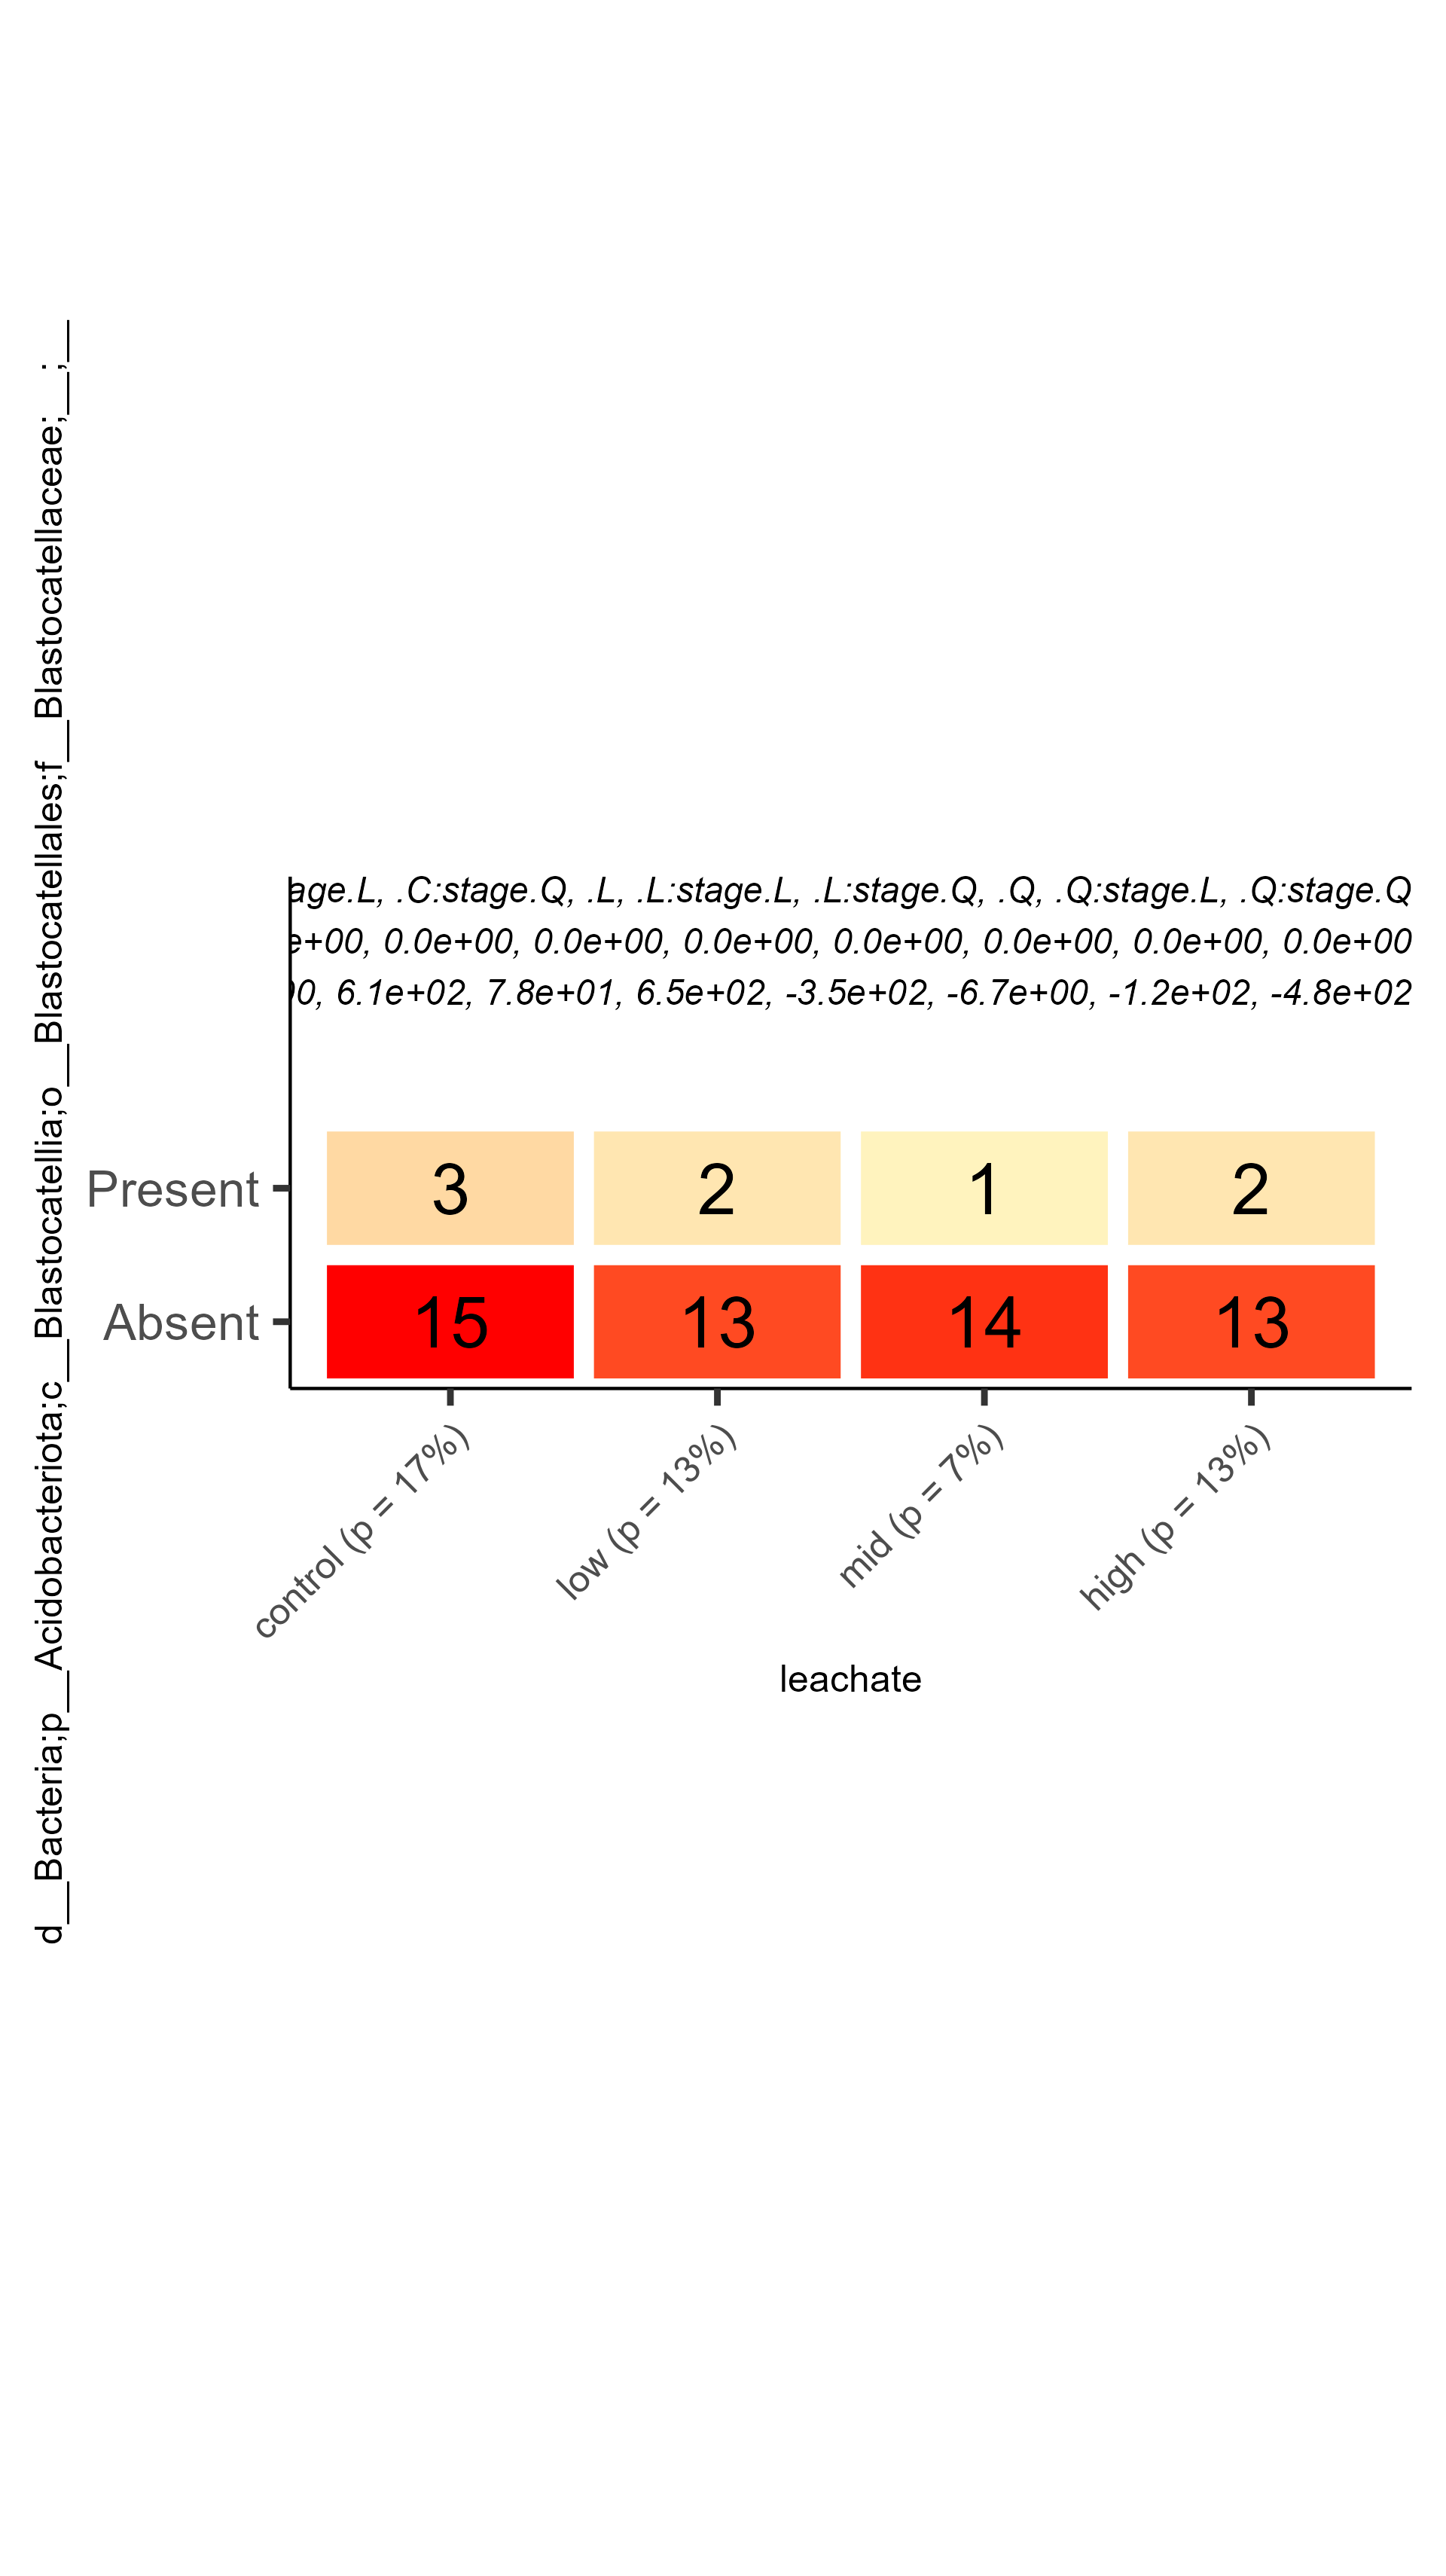 d__Bacteria;p__Acidobacteriota;c__Blastocatellia;o__Blastocatellales;f__Blastocatellaceae;__;__
age.L, .C:stage.Q, .L, .L:stage.L, .L:stage.Q, .Q, .Q:stage.L, .Q:stage.Q
e+00, 0.0e+00, 0.0e+00, 0.0e+00, 0.0e+00, 0.0e+00, 0.0e+00, 0.0e+00
00, 6.1e+02, 7.8e+01, 6.5e+02, -3.5e+02, -6.7e+00, -1.2e+02, -4.8e+02
Present 3 2 1 2
Absent 15 13 14 13
control (p = 17%)
low (p = 13%)
mid (p = 7%)
high (p = 13%)
leachate